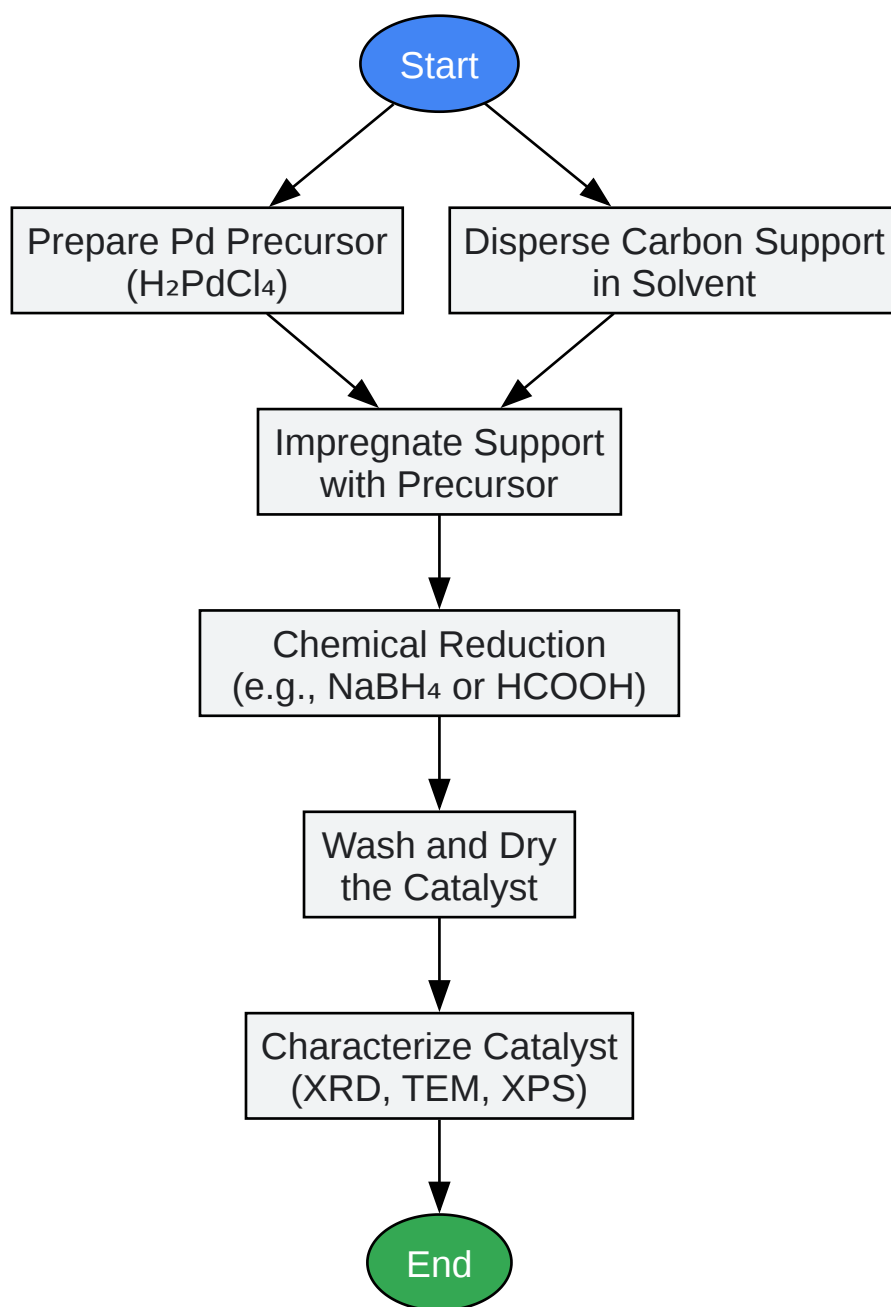 Start
Prepare Pd Precursor
(H₂PdCl₄)
Disperse Carbon Support
in Solvent
Impregnate Support
with Precursor
Chemical Reduction
(e.g., NaBH₄ or HCOOH)
Wash and Dry
the Catalyst
Characterize Catalyst
(XRD, TEM, XPS)
End